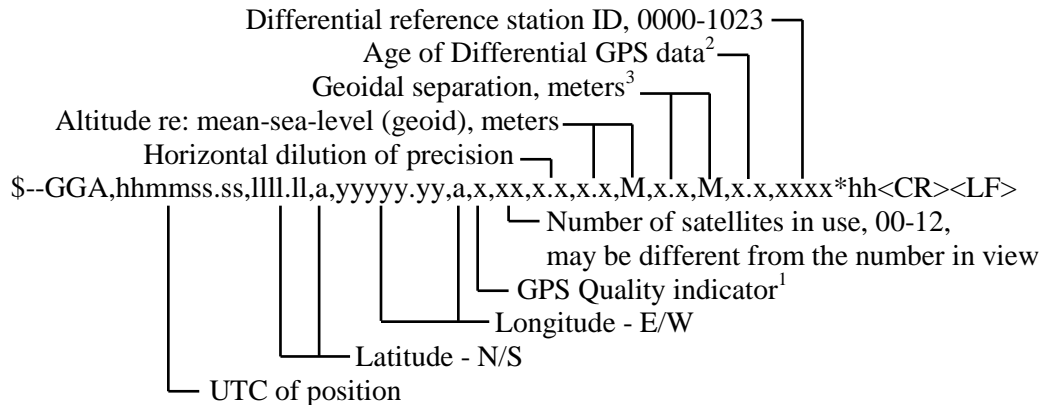 Differential reference station ID, 0000-1023
Age of Differential GPS data²
Geoidal separation, meters³
Altitude re: mean-sea-level (geoid), meters
Horizontal dilution of precision
$--GGA,hhmmss.ss,llll.ll,a,yyyyy.yy,a,x,xx,x.x,x.x,M,x.x,M,x.x,xxxx*hh<CR><LF>
Number of satellites in use, 00-12,
may be different from the number in view
GPS Quality indicator¹
Longitude - E/W
Latitude - N/S
UTC of position